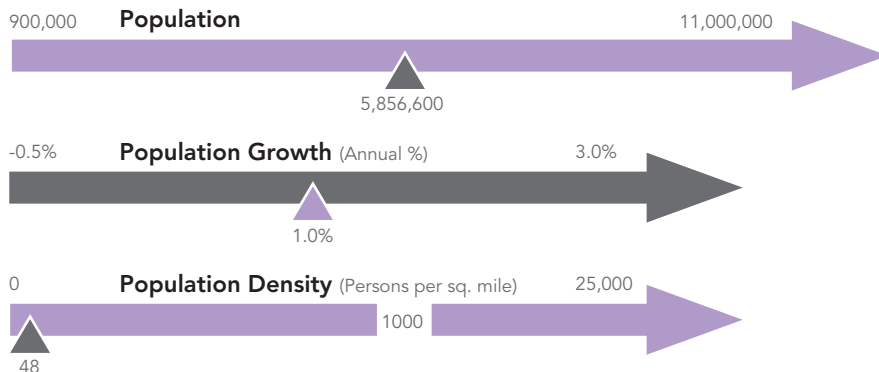 900,000 Population 11,000,000
5,856,600
-0.5% Population Growth (Annual %) 3.0%
1.0%
0 Population Density (Persons per sq. mile) 25,000
1000
48